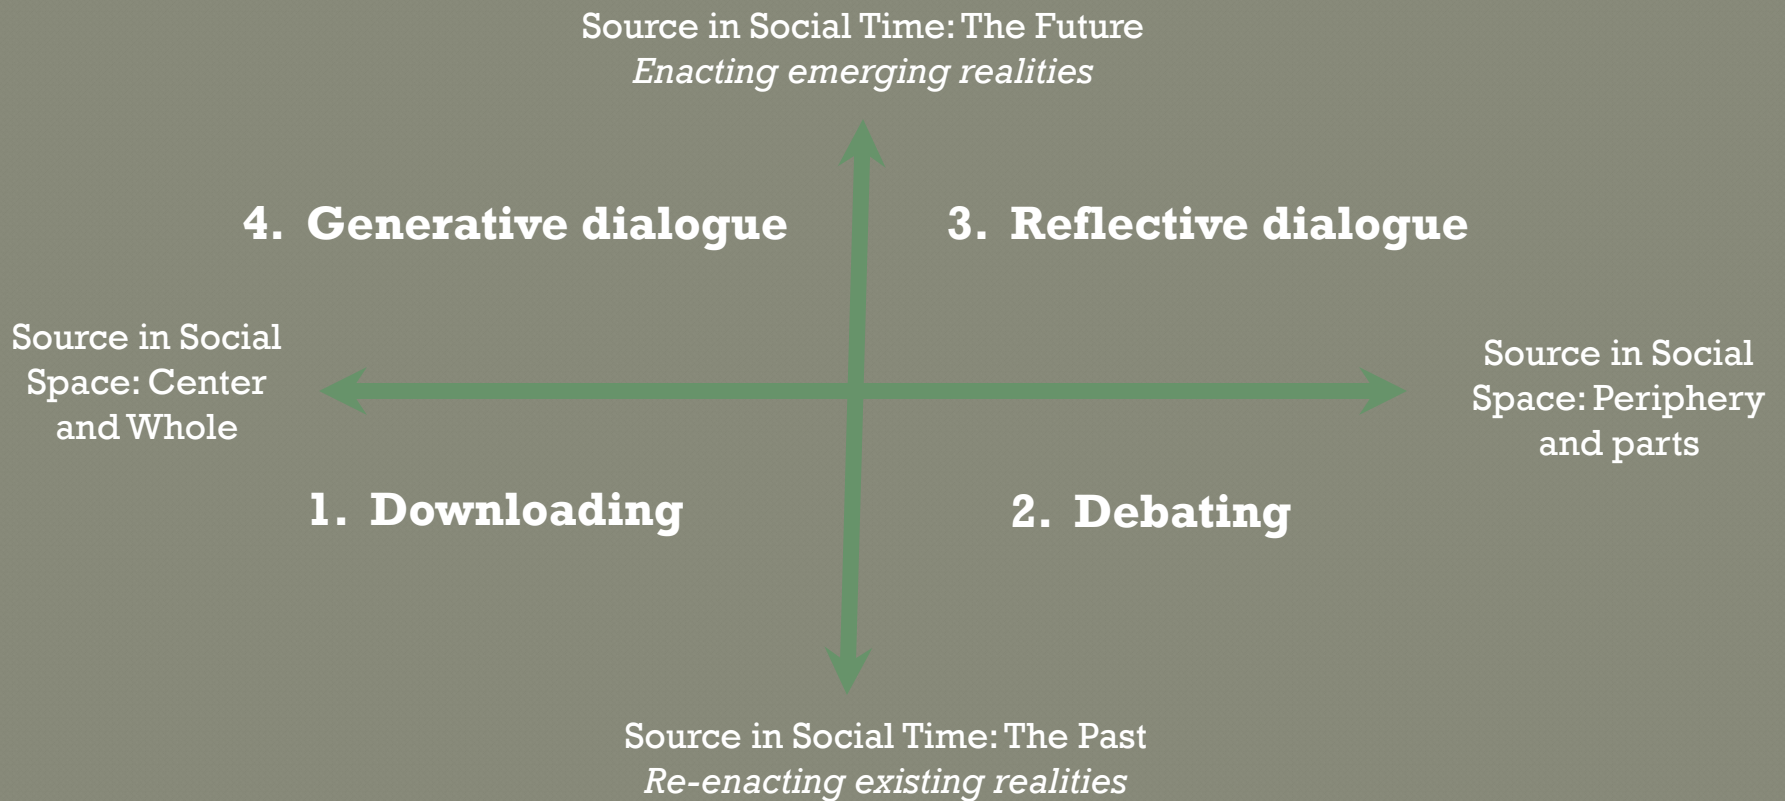 Source in Social Time: The Future
Enacting emerging realities
4. Generative dialogue
3. Reflective dialogue
Source in Social
Space: Center
and Whole
Source in Social
Space: Periphery
and parts
1. Downloading
2. Debating
Source in Social Time: The Past
Re-enacting existing realities